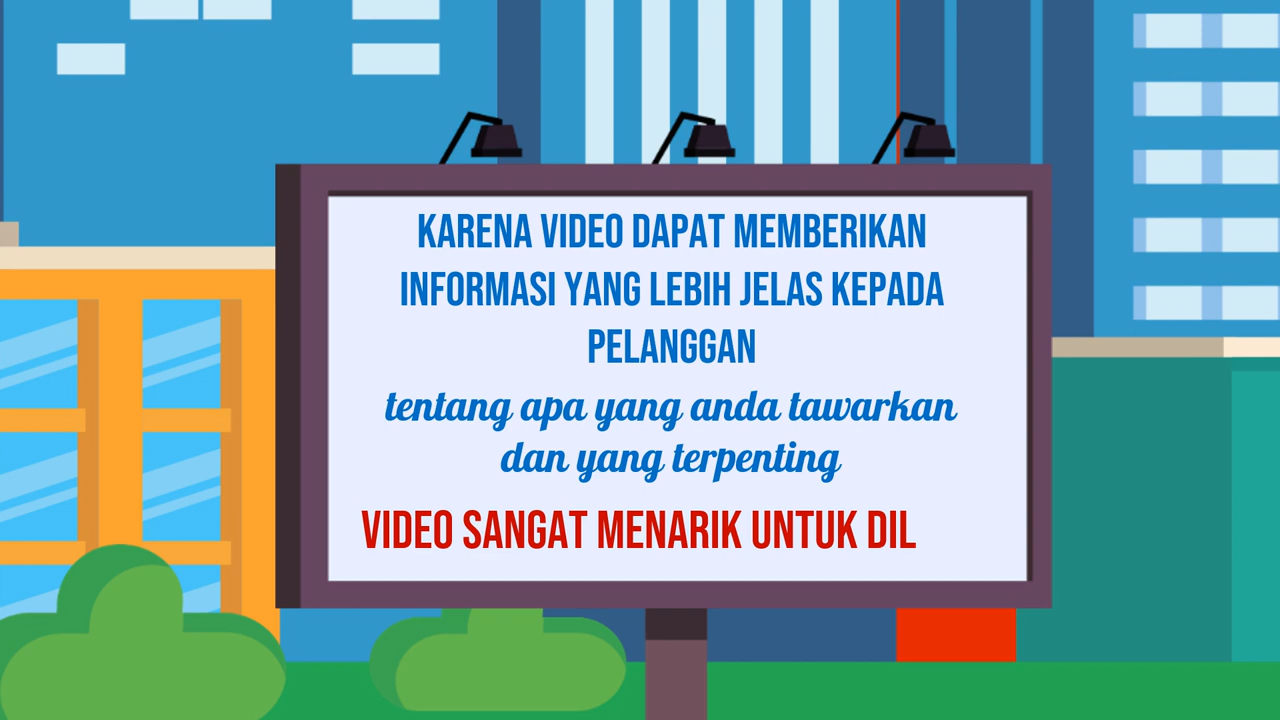 KARENA VIDEO DAPAT MEMBERIKAN
INFORMASI YANG LEBIH JELAS KEPADA
PELANGGAN
tentang apa yang anda tawarkan
dan yang terpenting
VIDEO SANGAT MENARIK UNTUK DIL